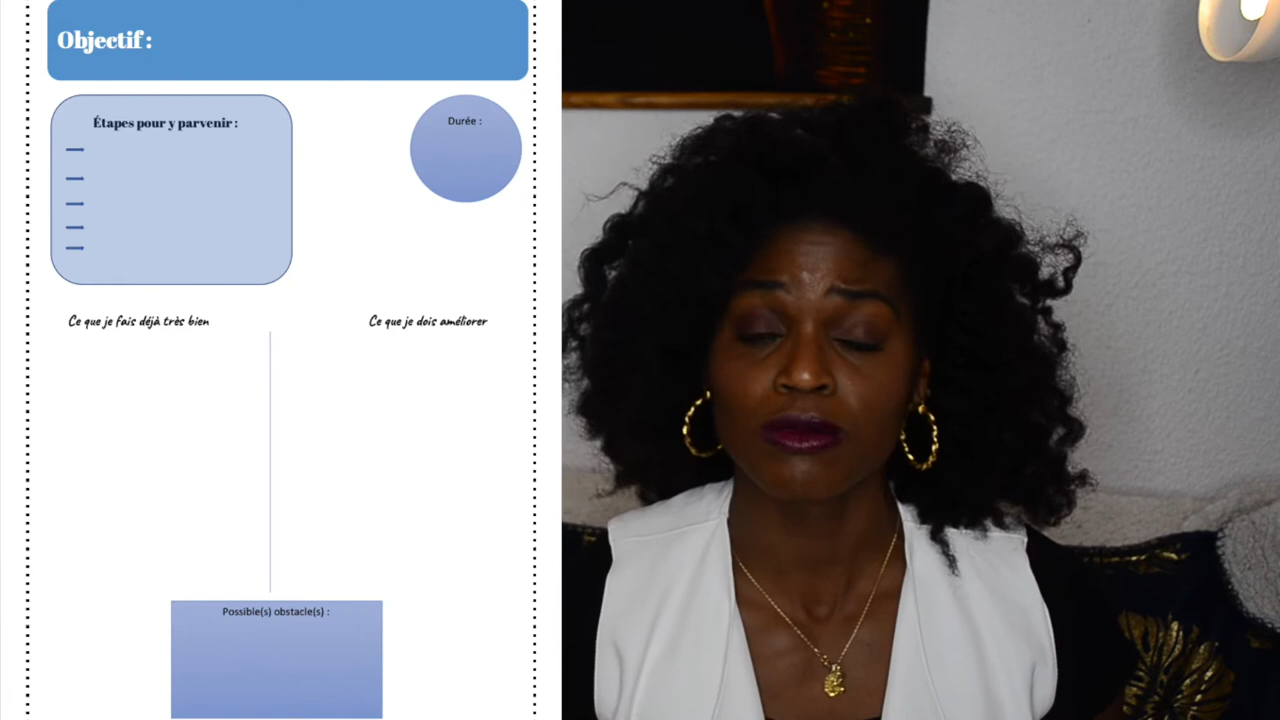 Objectif :
Étapes pour y parvenir :
Durée :
Ce que je fais déjà très bien
Ce que je dois améliorer
Possible(s) obstacle(s) :